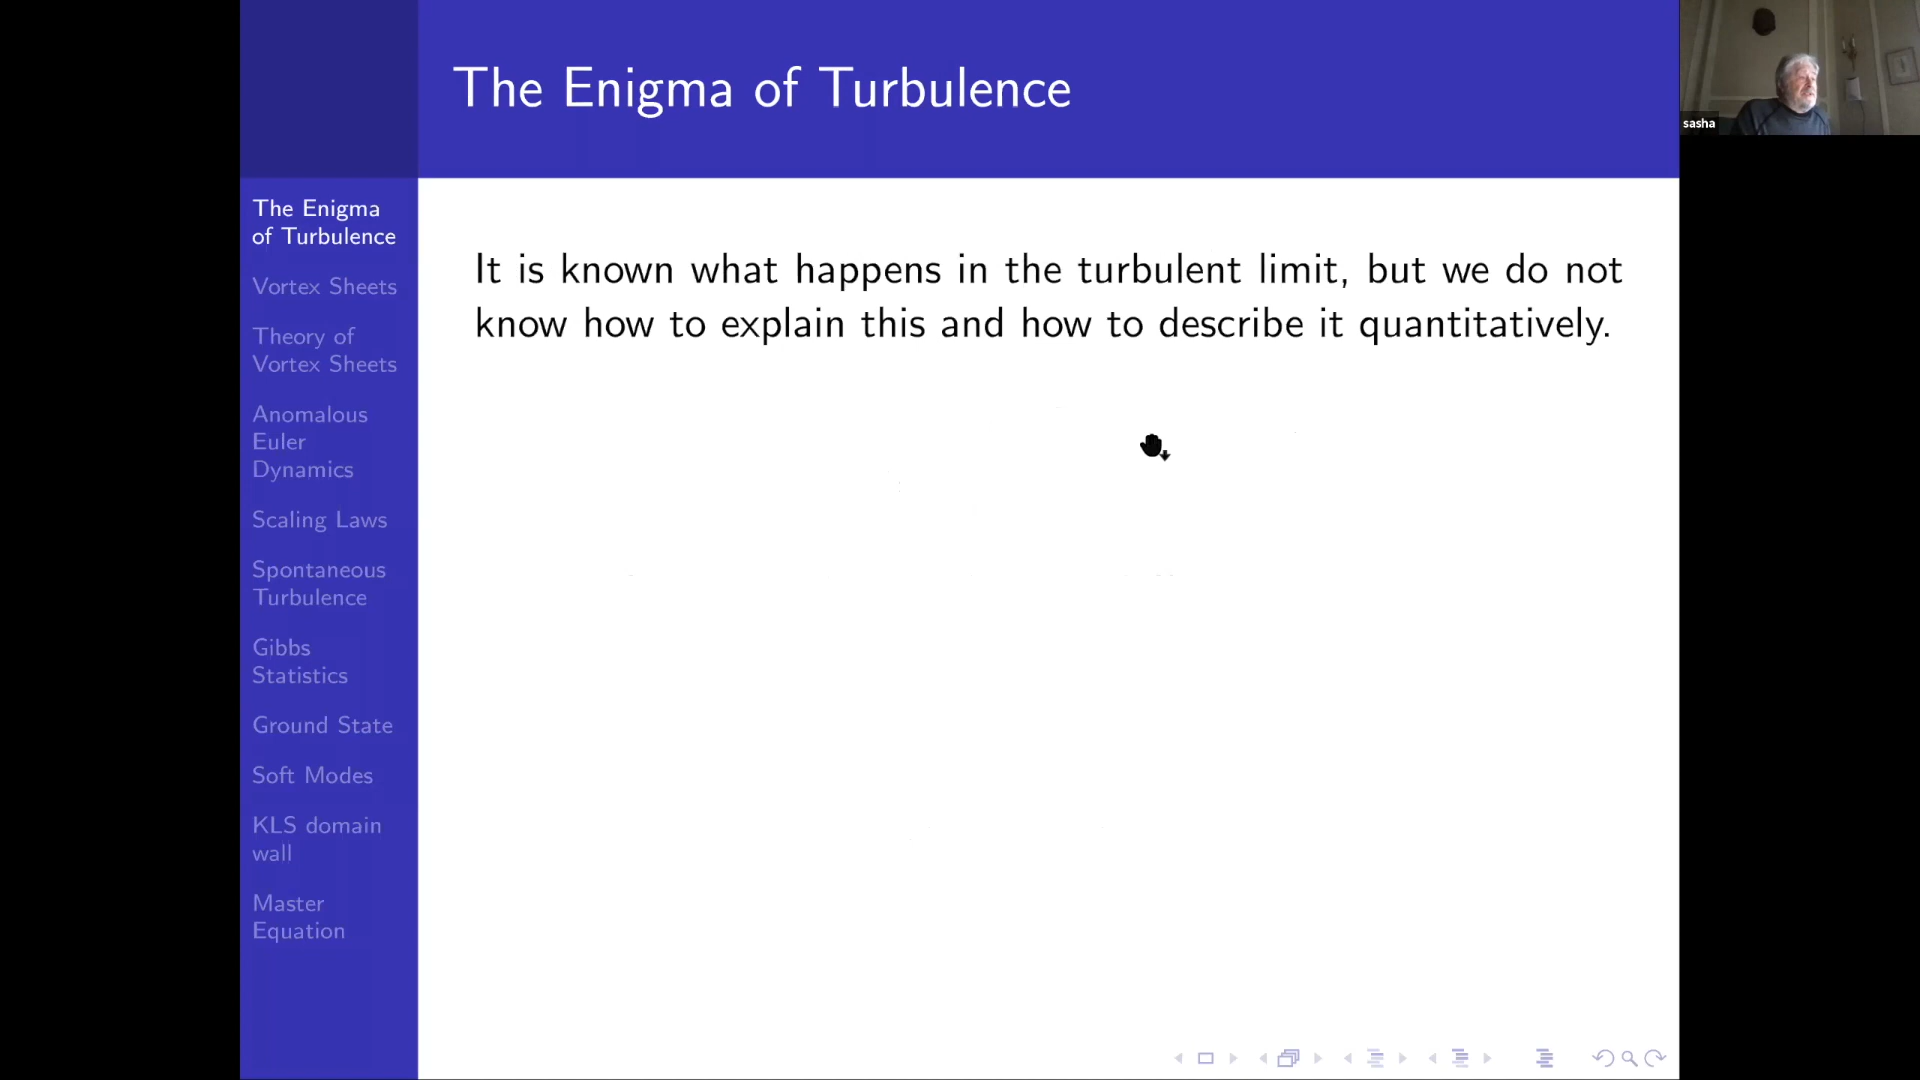 The Enigma of Turbulence
sasha
The Enigma
of Turbulence
Vortex Sheets
Theory of
Vortex Sheets
Anomalous
Euler
Dynamics
Scaling Laws
Spontaneous
Turbulence
Gibbs
Statistics
Ground State
Soft Modes
KLS domain
wall
Master
Equation
It is known what happens in the turbulent limit, but we do not
know how to explain this and how to describe it quantitatively.